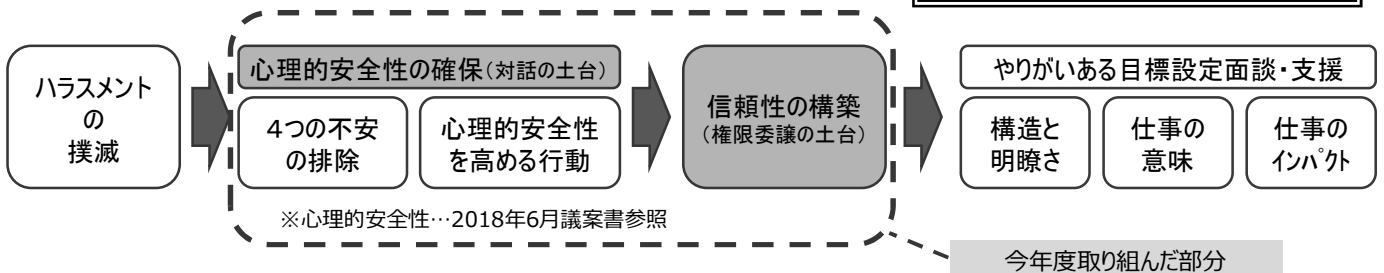 ハラスメント
の
撲滅
心理的安全性の確保(対話の土台)
4つの不安
の排除
心理的安全性
を高める行動
※心理的安全性…2018年6月議案書参照
信頼性の構築
(権限委譲の土台)
やりがいある目標設定面談・支援
構造と
明瞭さ
仕事の
意味
仕事の
インパクト
今年度取り組んだ部分